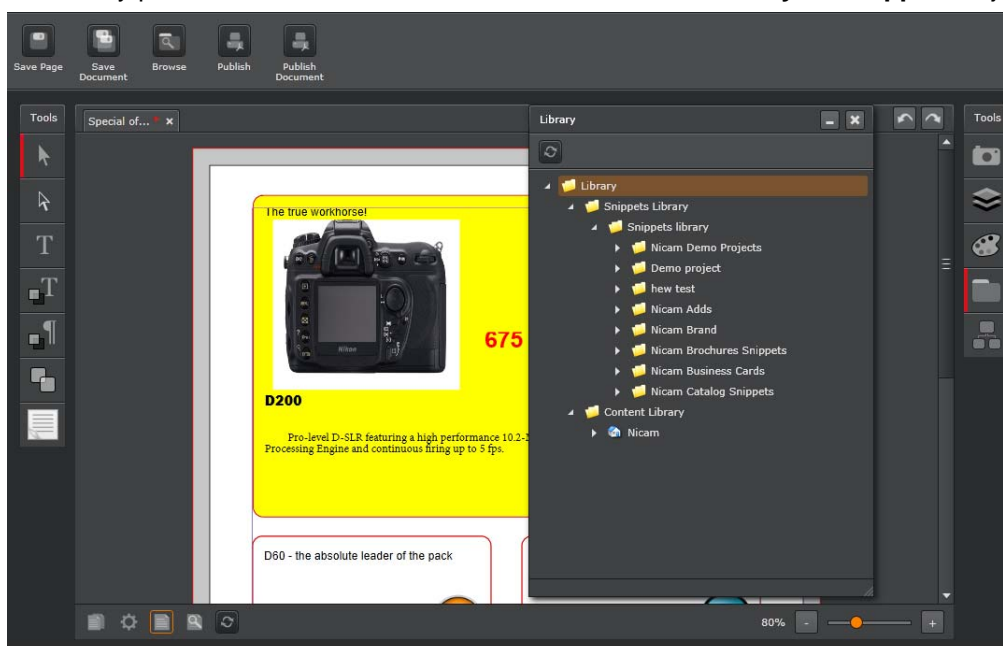 Save Page
Save Document
Browse
Publish
Publish Document
Tools
Special of...* x
Library
Tools
Library
Snippets Library
Snippets library
Nicam Demo Projects
Demo project
hew test
Nicam Adds
Nicam Brand
Nicam Brochures Snippets
Nicam Business Cards
Nicam Catalog Snippets
Content Library
Nicam
The true workhorse!
Nikon
675
D200
Pro-level D-SLR featuring a high performance 10.2-
Processing Engine and continuous firing up to 5 fps.
D60 - the absolute leader of the pack
80%